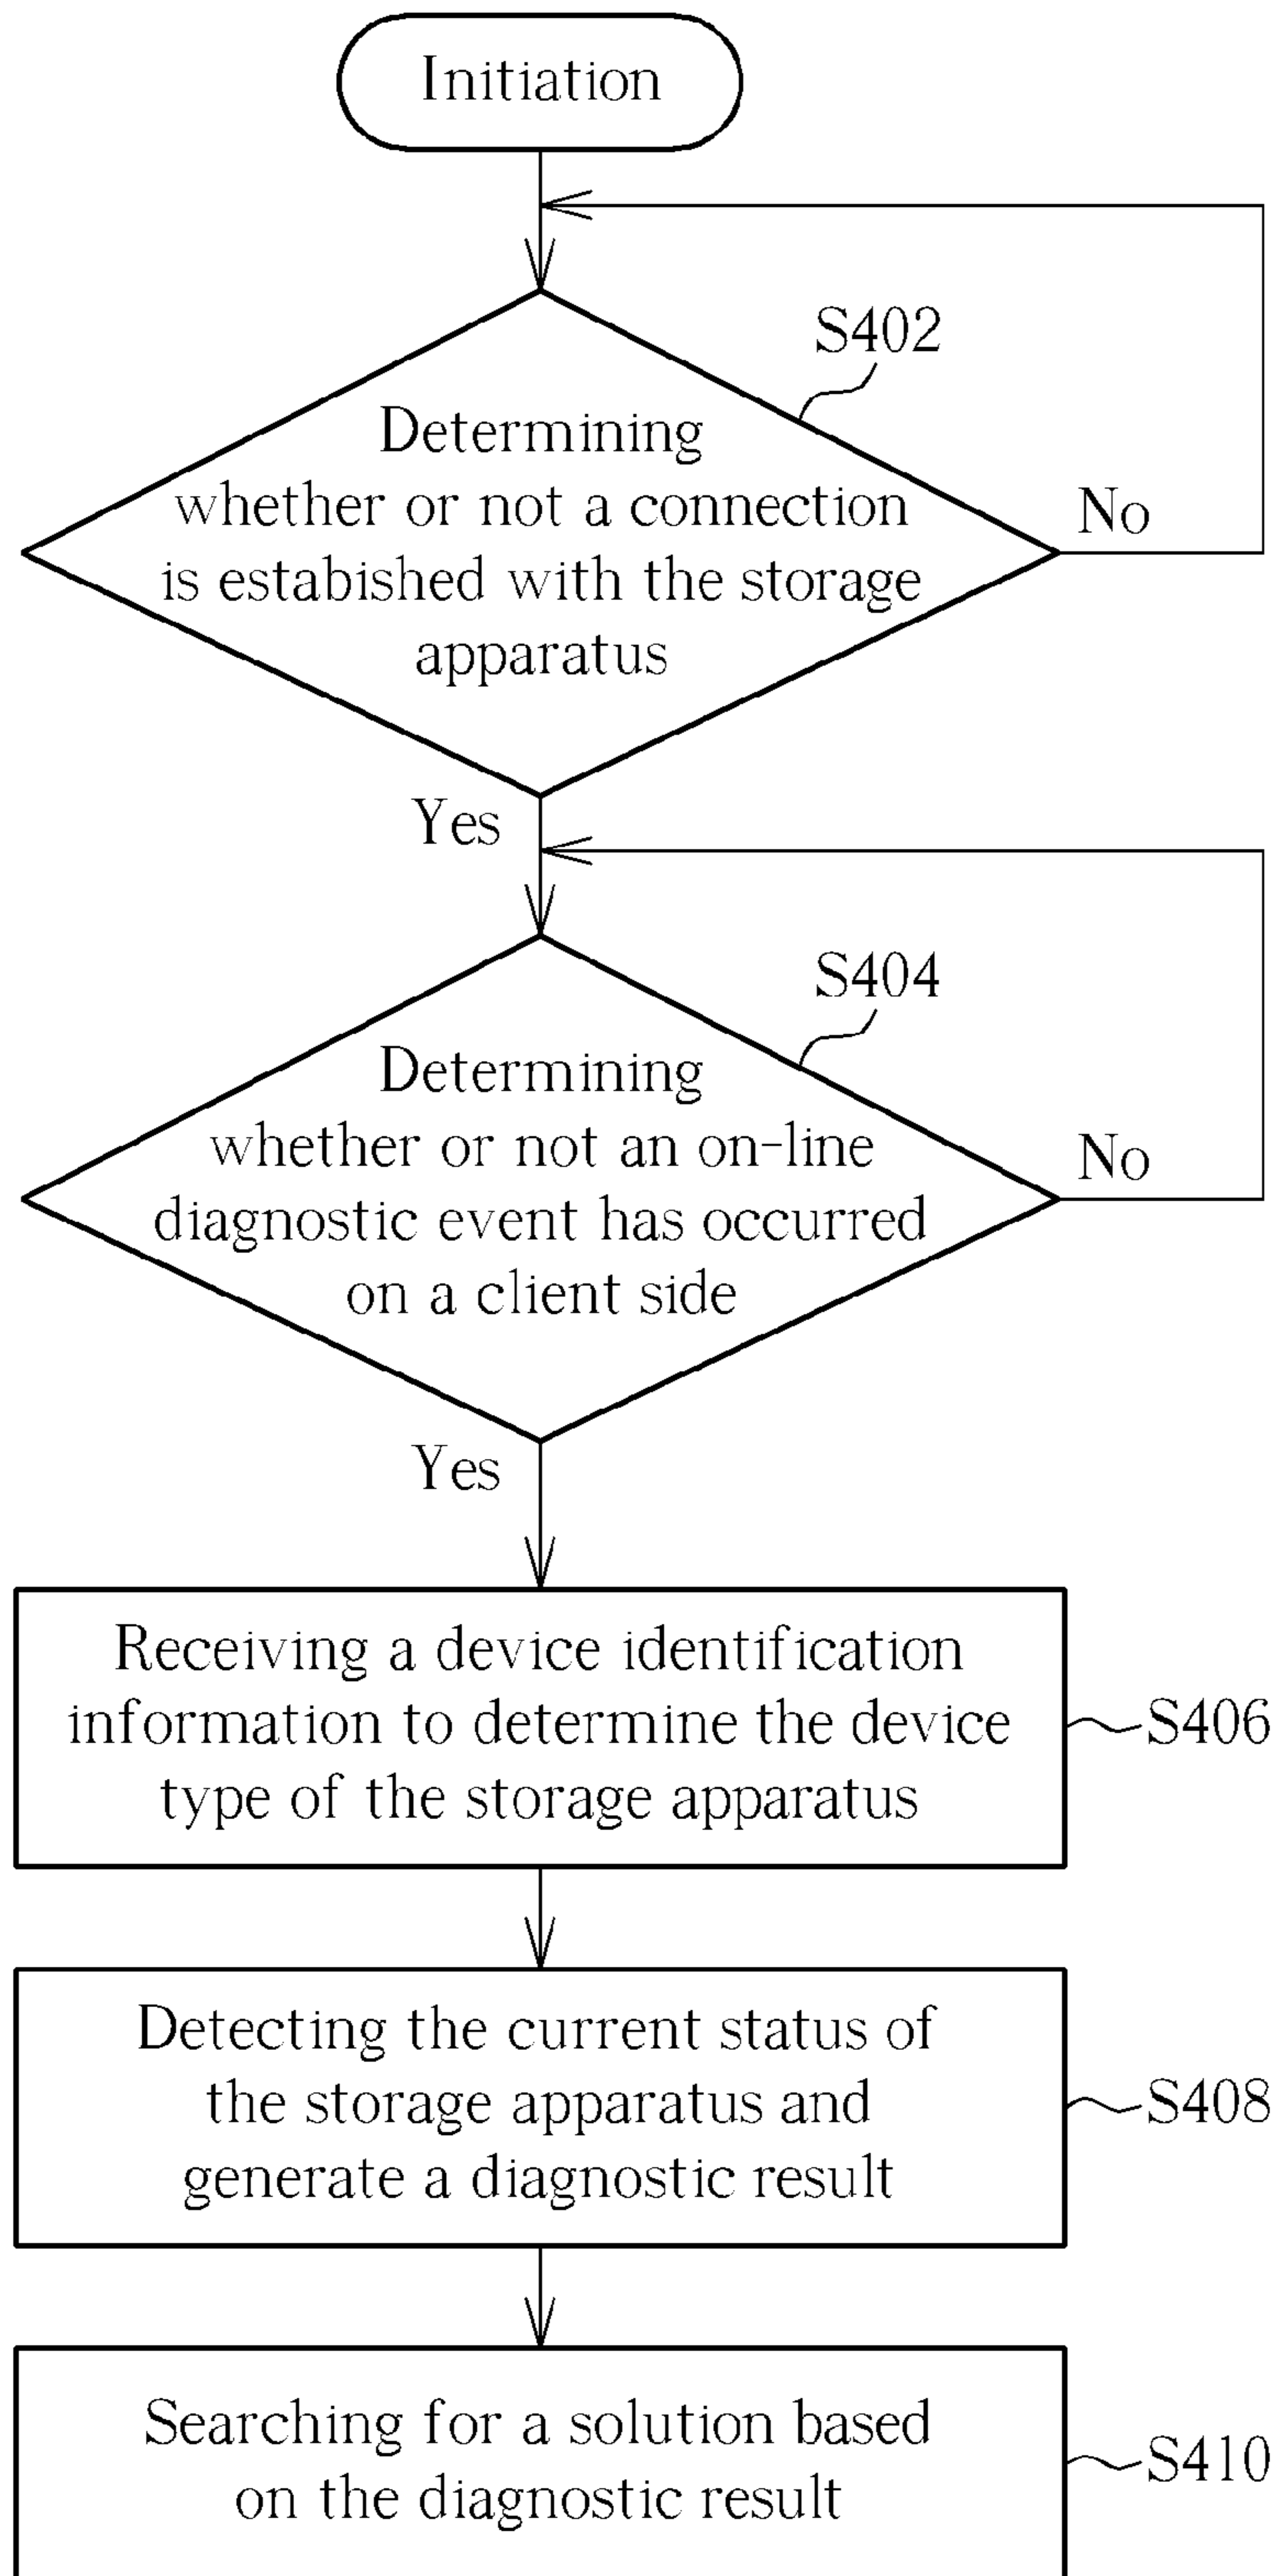 Initiation
S402
Determining
whether or not a connection
is estabished with the storage
apparatus
No
Yes
S404
Determining
whether or not an on-line
diagnostic event has occurred
on a client side
No
Yes
Receiving a device identification
information to determine the device
type of the storage apparatus
S406
Detecting the current status of
the storage apparatus and
generate a diagnostic result
S408
Searching for a solution based
on the diagnostic result
S410